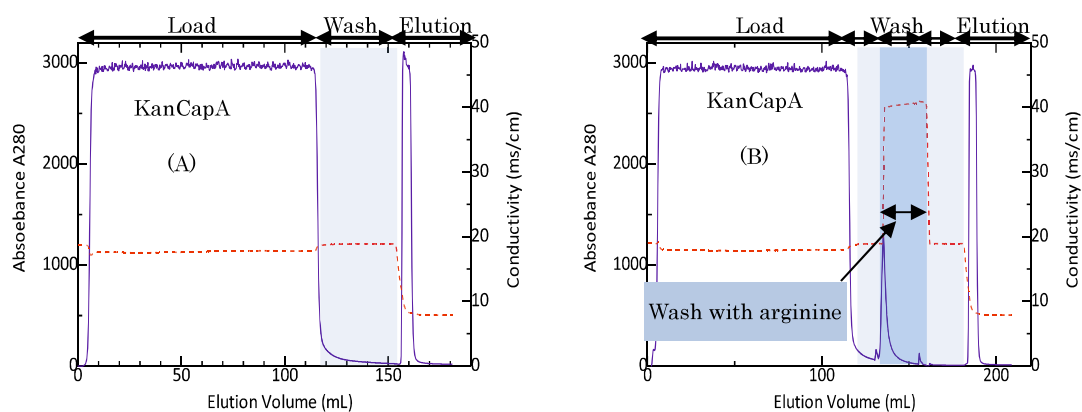 Load Wash Elution
3000
2000
1000
0
Absoebance A280
50
40
30
20
10
0
Conductivity (ms/cm)
KanCapA
(A)
0 50 100 150
Elution Volume (mL)
Load Wash Elution
3000
2000
1000
0
Absoebance A280
50
40
30
20
10
0
Conductivity (ms/cm)
KanCapA
(B)
Wash with arginine
0 100 200
Elution Volume (mL)